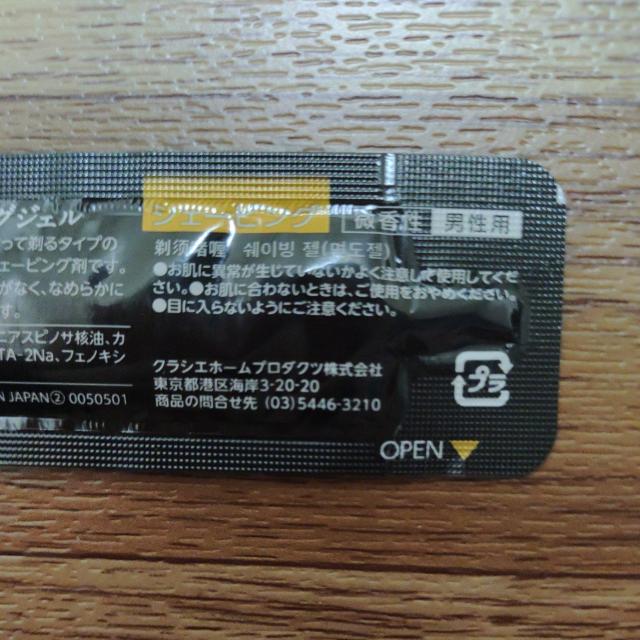 グジェル
って剃るタイプの
ェービング剤です。
がなく、なめらかに
す。
ニアスピノサ核油、カ
TA-2Na、フェノキシ
N JAPAN② 0050501
シェービング 微香性 男性用
剃须啫喱 쉐이빙 젤(면도젤)
●お肌に異常が生じていないかよく注意して使用してくだ
さい。●お肌に合わないときは、ご使用をおやめください。
●目に入らないようにご注意ください。
クラシエホームプロダクツ株式会社
東京都港区海岸3-20-20
商品の問合せ先 (03)5446-3210
プラ
OPEN